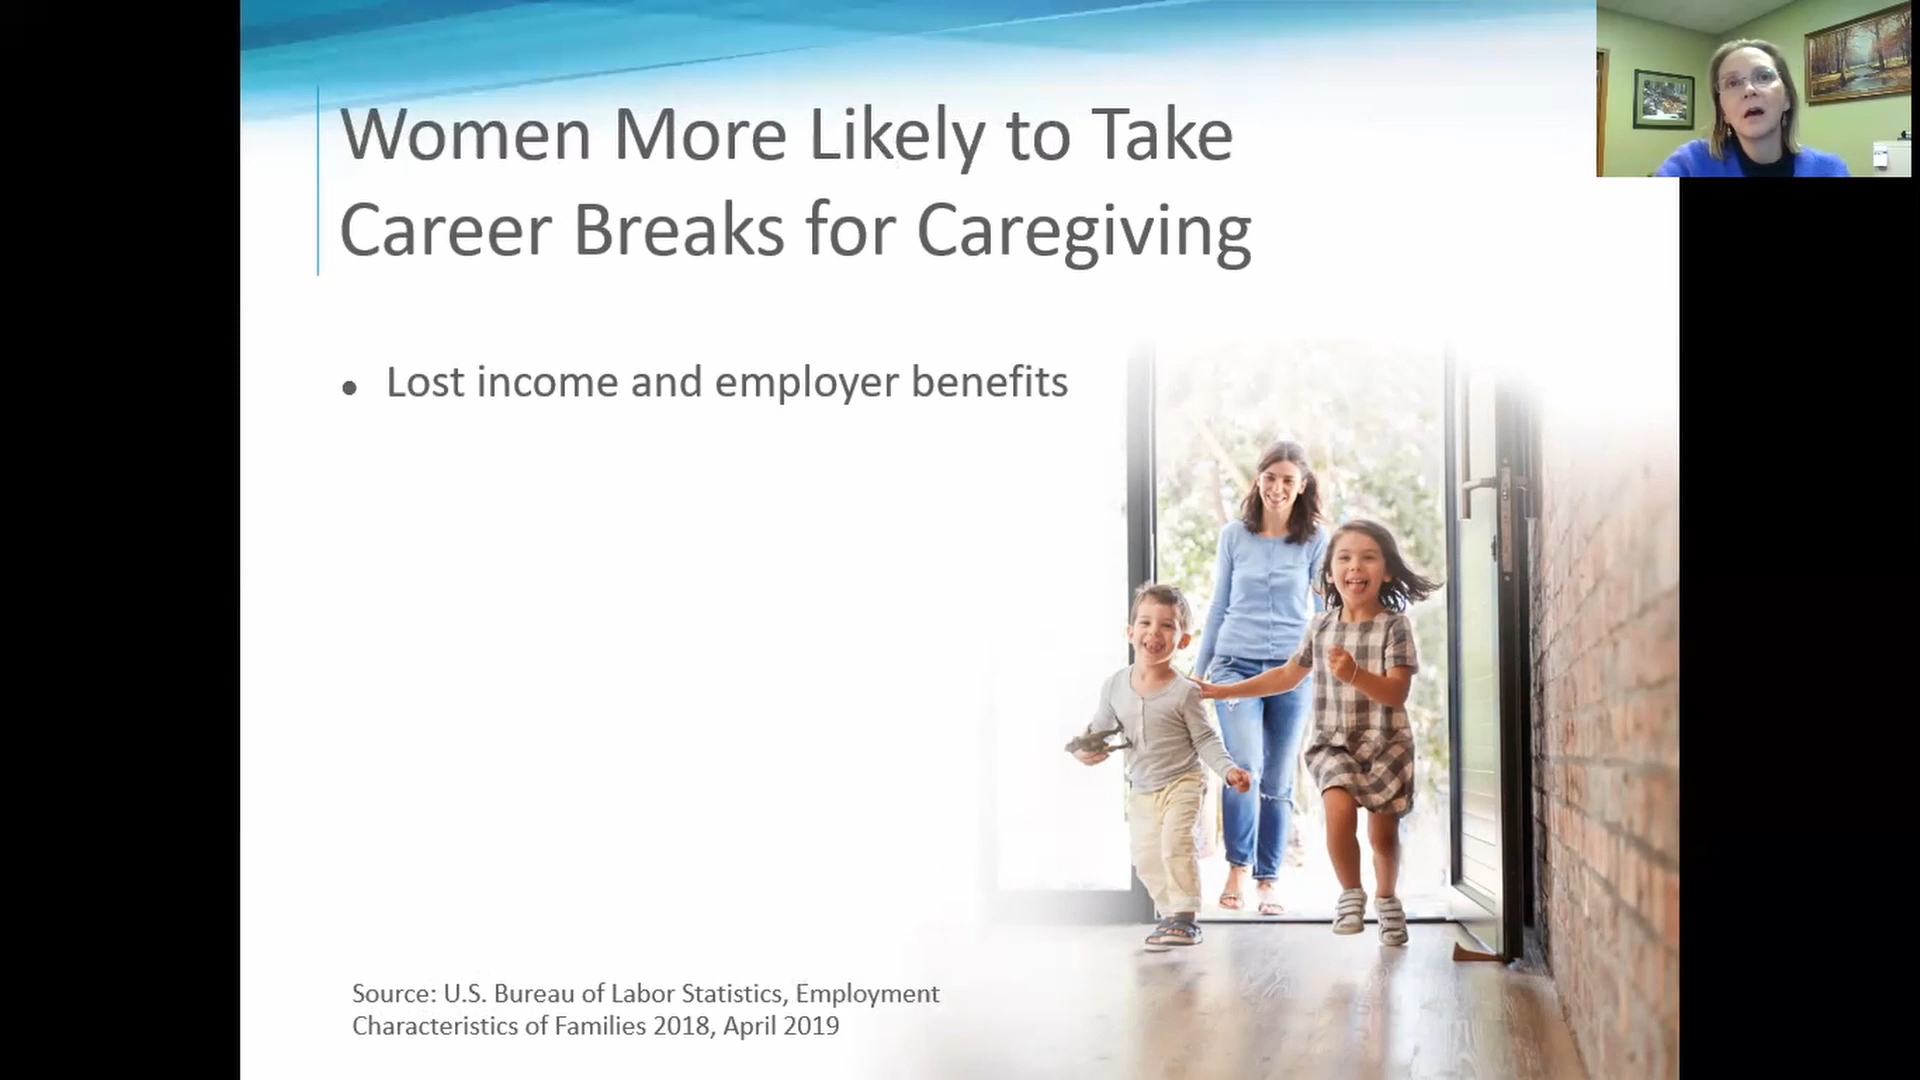 Women More Likely to Take
Career Breaks for Caregiving
● Lost income and employer benefits
Source: U.S. Bureau of Labor Statistics, Employment
Characteristics of Families 2018, April 2019